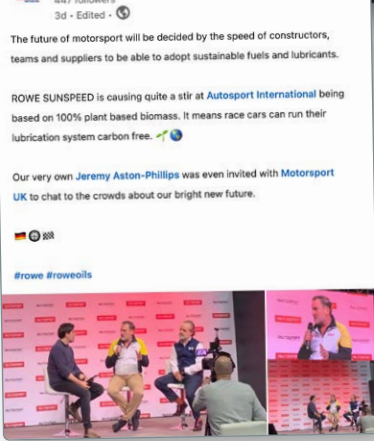 3d • Edited •
The future of motorsport will be decided by the speed of constructors,
teams and suppliers to be able to adopt sustainable fuels and lubricants.
ROWE SUNSPEED is causing quite a stir at Autosport International being
based on 100% plant based biomass. It means race cars can run their
lubrication system carbon free. 🌱🌎
Our very own Jeremy Aston-Phillips was even invited with Motorsport
UK to chat to the crowds about our bright new future.
#rowe #roweoils